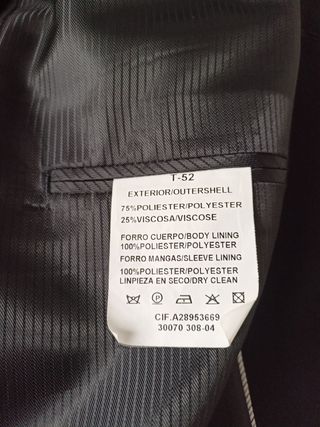 T-52
EXTERIOR/OUTERSHELL
75%POLIESTER/POLYESTER
25%VISCOSA/VISCOSE
FORRO CUERPO/BODY LINING
100%POLIESTER/POLYESTER
FORRO MANGAS/SLEEVE LINING
100%POLIESTER/POLYESTER
LINPIEZA EN SECO/DRY CLEAN
P
CIF.A28953669
30070 308-04